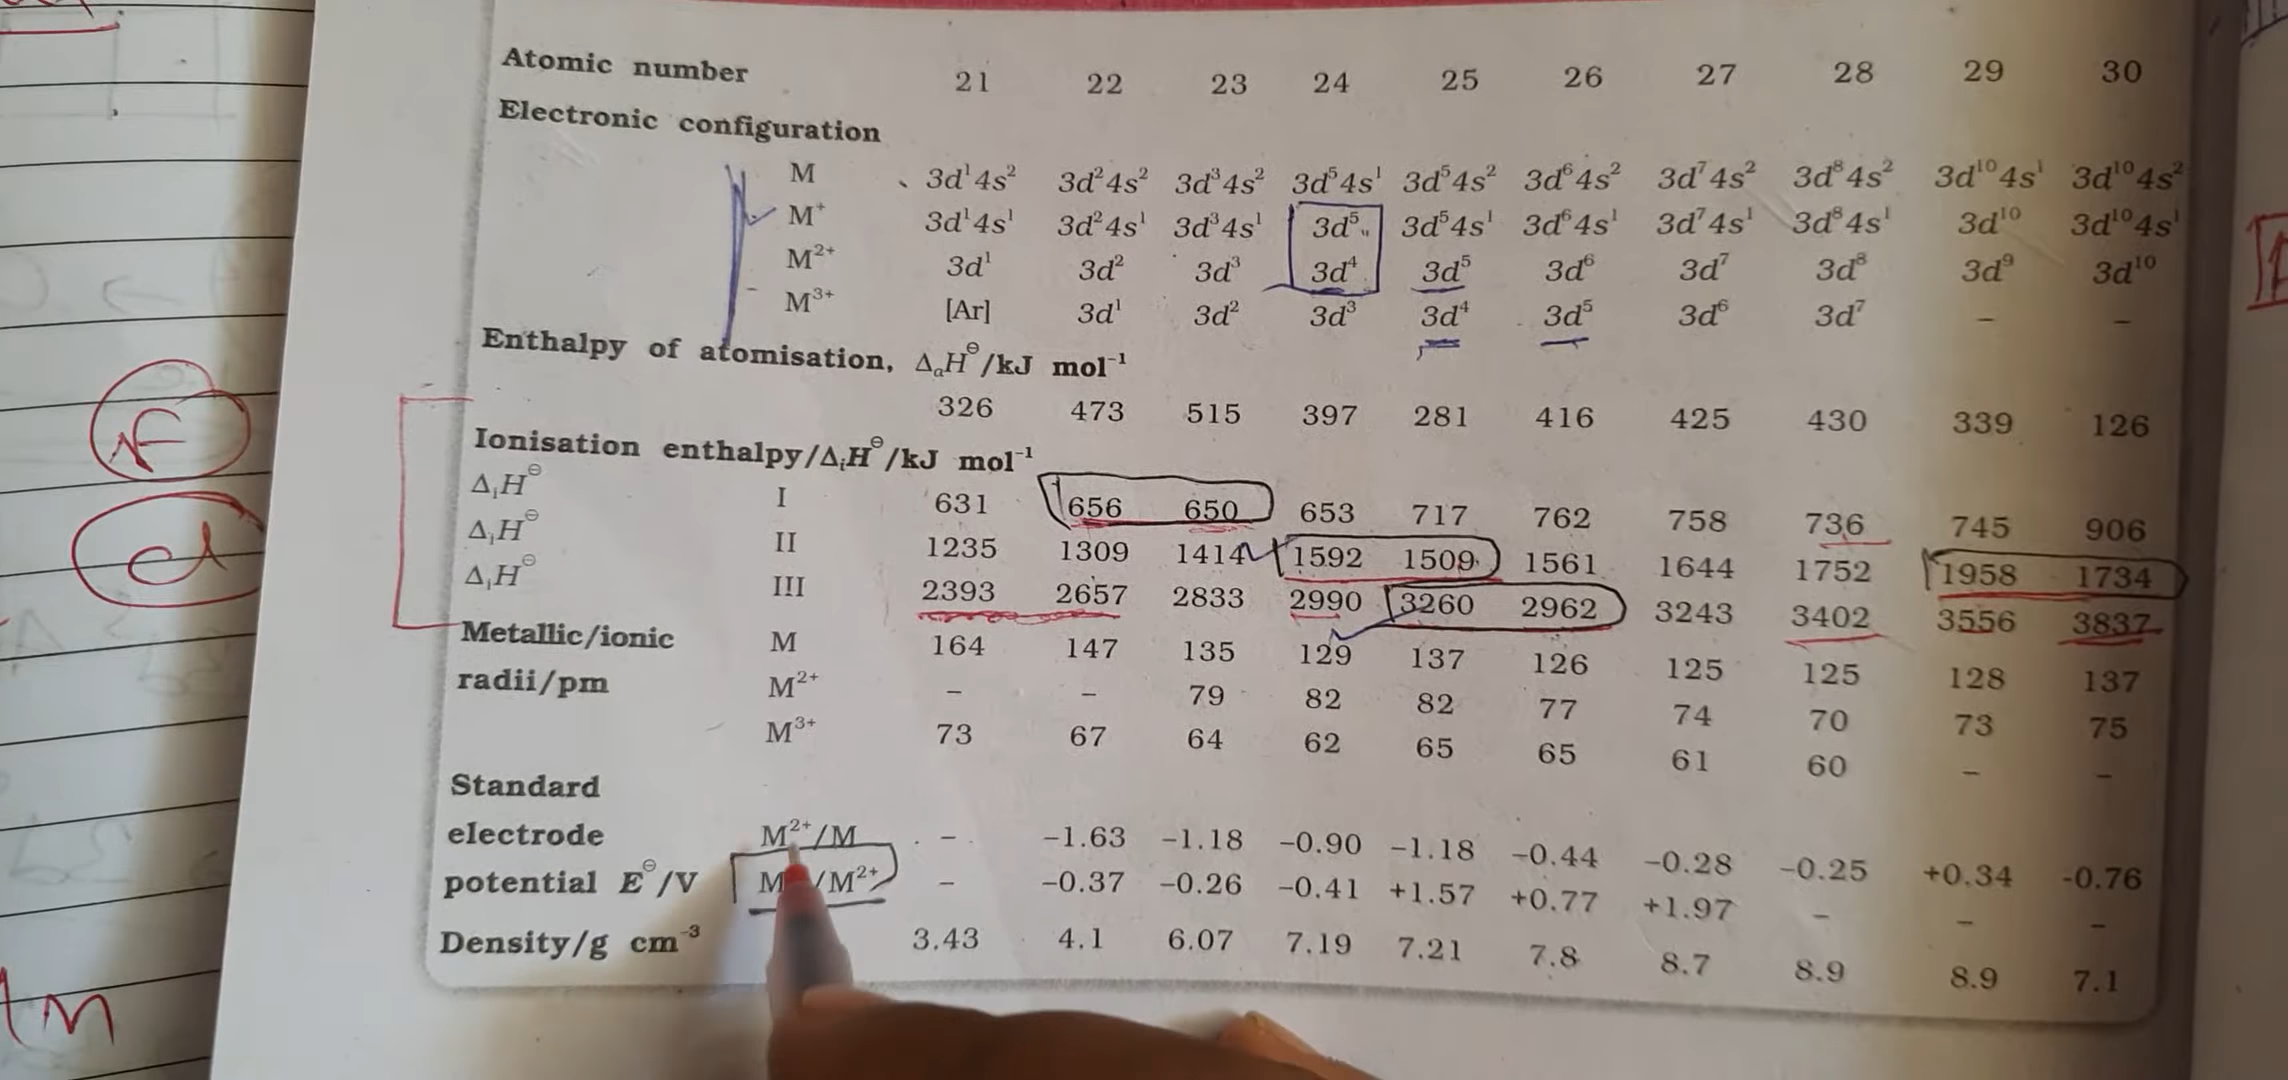 Atomic number 21 22 23 24 25 26 27 28 29 30
Electronic configuration
M 3d¹4s² 3d²4s² 3d³4s² 3d⁵4s¹ 3d⁵4s² 3d⁶4s² 3d⁷4s² 3d⁸4s² 3d¹⁰4s¹ 3d¹⁰4s²
M⁺ 3d¹4s¹ 3d²4s¹ 3d³4s¹ 3d⁵ 3d⁵4s¹ 3d⁶4s¹ 3d⁷4s¹ 3d⁸4s¹ 3d¹⁰ 3d¹⁰4s¹
M²⁺ 3d¹ 3d² 3d³ 3d⁴ 3d⁵ 3d⁶ 3d⁷ 3d⁸ 3d⁹ 3d¹⁰
M³⁺ [Ar] 3d¹ 3d² 3d³ 3d⁴ 3d⁵ 3d⁶ 3d⁷ – –
Enthalpy of atomisation, ΔₐH⊖/kJ mol⁻¹
326 473 515 397 281 416 425 430 339 126
Ionisation enthalpy/ΔᵢH⊖/kJ mol⁻¹
ΔᵢH⊖ I 631 656 650 653 717 762 758 736 745 906
ΔᵢH⊖ II 1235 1309 1414 1592 1509 1561 1644 1752 1958 1734
ΔᵢH⊖ III 2393 2657 2833 2990 3260 2962 3243 3402 3556 3837
Metallic/ionic M 164 147 135 129 137 126 125 125 128 137
radii/pm M²⁺ – – 79 82 82 77 74 70 73 75
M³⁺ 73 67 64 62 65 65 61 60 – –
Standard
electrode M²⁺/M – –1.63 –1.18 –0.90 –1.18 –0.44 –0.28 –0.25 +0.34 -0.76
potential E⊖/V M /M²⁺ – –0.37 –0.26 –0.41 +1.57 +0.77 +1.97 – – –
Density/g cm⁻³ 3.43 4.1 6.07 7.19 7.21 7.8 8.7 8.9 8.9 7.1
d